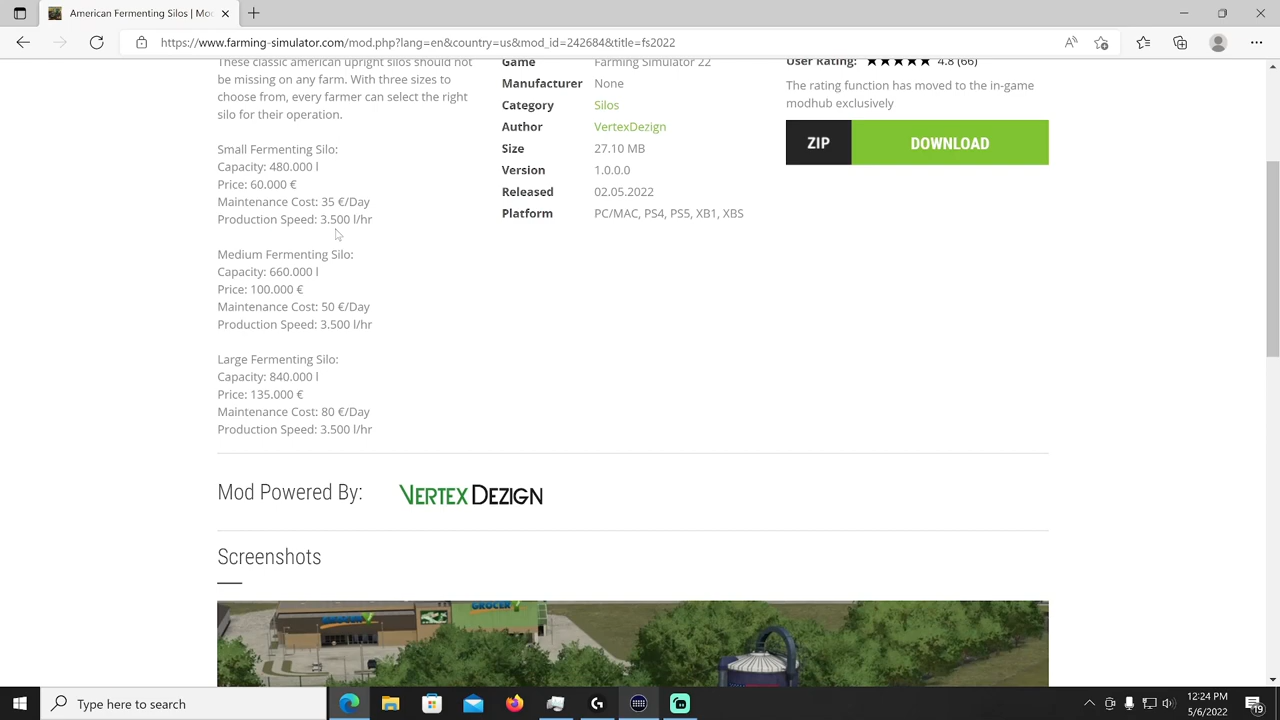 American Fermenting Silos | Mo
https://www.farming-simulator.com/mod.php?lang=en&country=us&mod_id=242684&title=fs2022
These classic american upright silos should not
be missing on any farm. With three sizes to
choose from, every farmer can select the right
silo for their operation.
Small Fermenting Silo:
Capacity: 480.000 l
Price: 60.000 €
Maintenance Cost: 35 €/Day
Production Speed: 3.500 l/hr
Medium Fermenting Silo:
Capacity: 660.000 l
Price: 100.000 €
Maintenance Cost: 50 €/Day
Production Speed: 3.500 l/hr
Large Fermenting Silo:
Capacity: 840.000 l
Price: 135.000 €
Maintenance Cost: 80 €/Day
Production Speed: 3.500 l/hr
Game Farming Simulator 22
Manufacturer None
Category Silos
Author VertexDezign
Size 27.10 MB
Version 1.0.0.0
Released 02.05.2022
Platform PC/MAC, PS4, PS5, XB1, XBS
User Rating: 4.8 (66)
The rating function has moved to the in-game
modhub exclusively
ZIP DOWNLOAD
Mod Powered By: VERTEXDEZIGN
Screenshots
GROCER
Type here to search
12:24 PM
5/6/2022
19